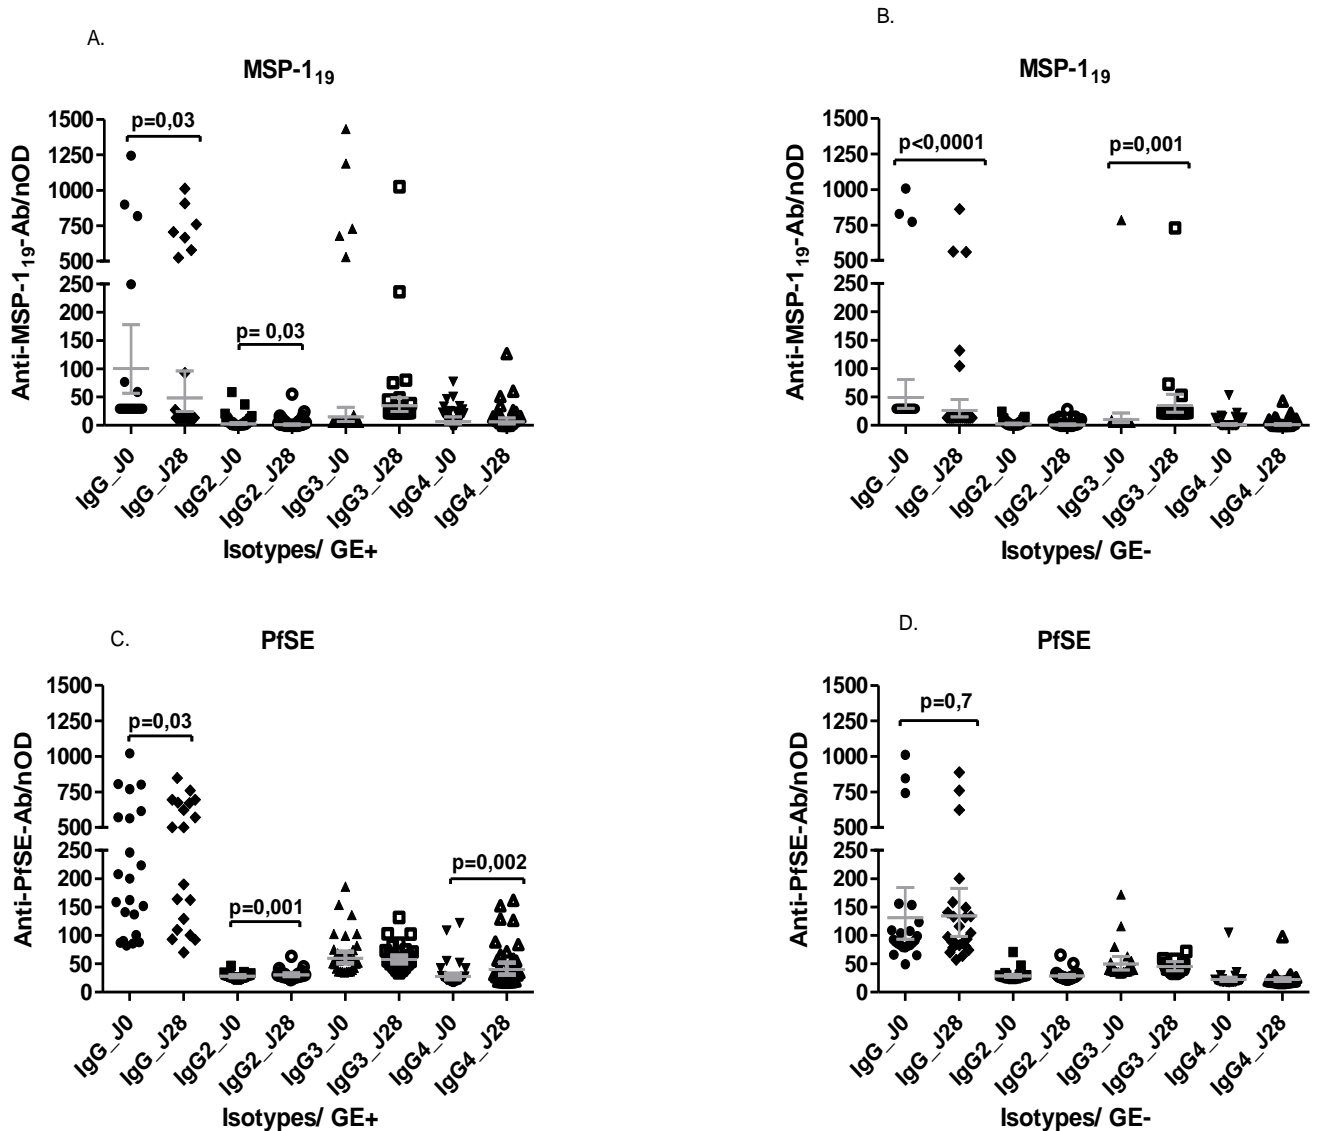 A.
MSP-1₁₉
Anti-MSP-1₁₉-Ab/nOD
1500
1250
1000
750
500
250
200
150
100
50
0
p=0,03
p= 0,03
IgG_J0
IgG_J28
IgG2_J0
IgG2_J28
IgG3_J0
IgG3_J28
IgG4_J0
IgG4_J28
Isotypes/ GE+
B.
MSP-1₁₉
Anti-MSP-1₁₉-Ab/nOD
1500
1250
1000
750
500
250
200
150
100
50
0
p<0,0001
p=0,001
IgG_J0
IgG_J28
IgG2_J0
IgG2_J28
IgG3_J0
IgG3_J28
IgG4_J0
IgG4_J28
Isotypes/ GE-
C.
PfSE
Anti-PfSE-Ab/nOD
1500
1250
1000
750
500
250
200
150
100
50
0
p=0,03
p=0,001
p=0,002
IgG_J0
IgG_J28
IgG2_J0
IgG2_J28
IgG3_J0
IgG3_J28
IgG4_J0
IgG4_J28
Isotypes/ GE+
D.
PfSE
Anti-PfSE-Ab/nOD
1500
1250
1000
750
500
250
200
150
100
50
0
p=0,7
IgG_J0
IgG_J28
IgG2_J0
IgG2_J28
IgG3_J0
IgG3_J28
IgG4_J0
IgG4_J28
Isotypes/ GE-